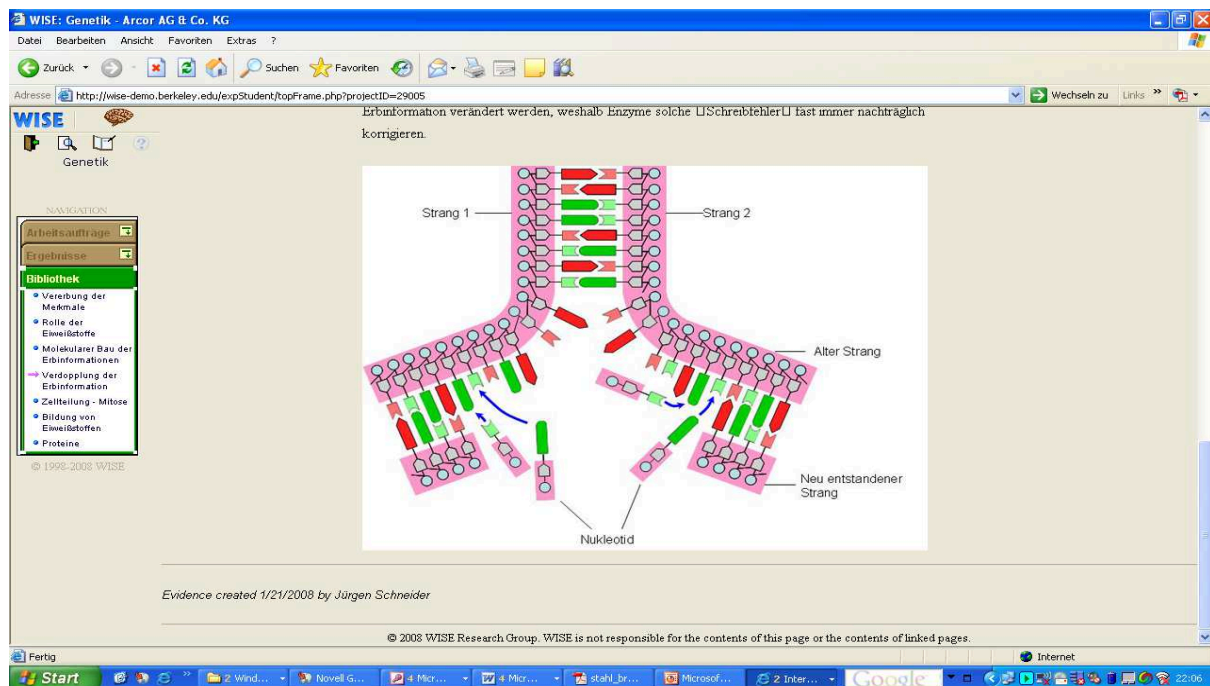 WISE: Genetik - Arcor AG & Co. KG
Datei Bearbeiten Ansicht Favoriten Extras ?
Zurück Suchen Favoriten
Adresse http://wise-demo.berkeley.edu/expStudent/topFrame.php?projectID=29005 Wechseln zu Links »
WISE
Genetik
NAVIGATION
Arbeitsaufträge
Ergebnisse
Bibliothek
Vererbung der
Merkmale
Rolle der
Eiweißstoffe
Molekularer Bau der
Erbinformationen
Verdopplung der
Erbinformation
Zellteilung - Mitose
Bildung von
Eiweißstoffen
Proteine
© 1998-2008 WISE
Erbinformation verändert werden, weshalb Enzyme solche □Schreibfehler□ fast immer nachträglich
korrigieren.
Strang 1
Strang 2
Alter Strang
Neu entstandener
Strang
Nukleotid
Evidence created 1/21/2008 by Jürgen Schneider
© 2008 WISE Research Group. WISE is not responsible for the contents of this page or the contents of linked pages.
Fertig Internet
Start » 2 Wind... Novell G... 4 Micr... 4 Micr... stahl_br... Microsof... 2 Inter... Google 22:06